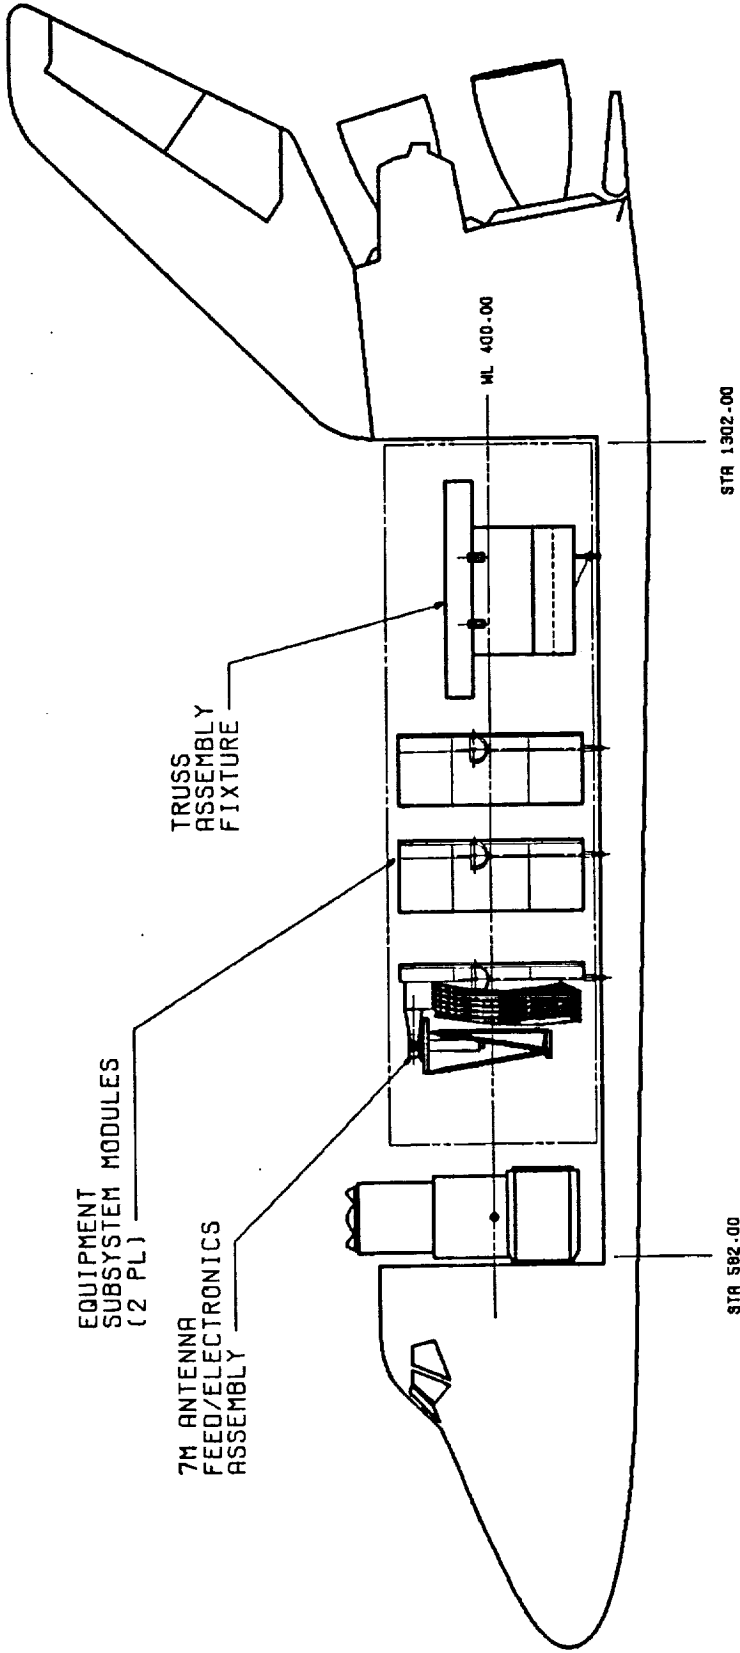 EQUIPMENT
SUBSYSTEM MODULES
(2 PL)
7M ANTENNA
FEED/ELECTRONICS
ASSEMBLY
TRUSS
ASSEMBLY
FIXTURE
WL 400.00
STA 582.00
STA 1302.00